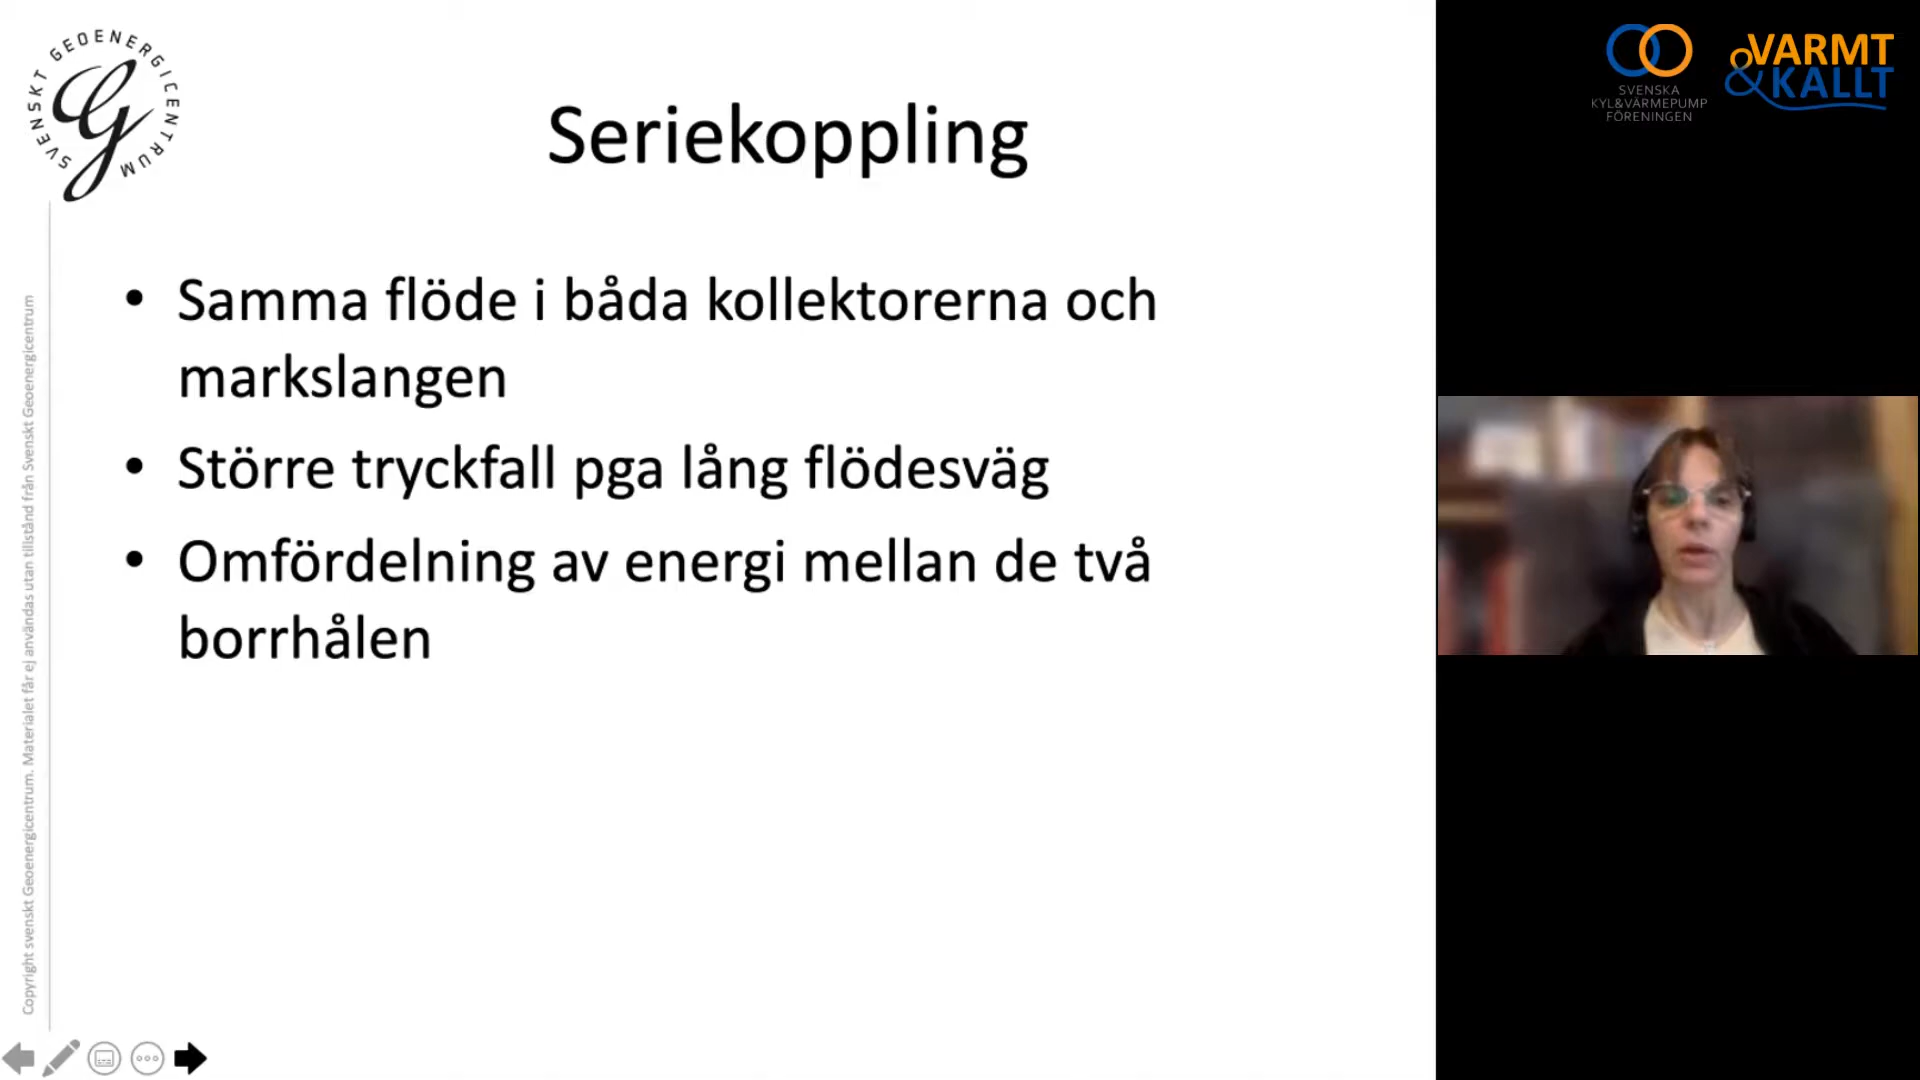 SVENSKT GEOENERGICENTRUM
Seriekoppling
• Samma flöde i båda kollektorerna och
markslangen
• Större tryckfall pga lång flödesväg
• Omfördelning av energi mellan de två
borrhålen
Copyright svenskt Geoenergicentrum. Materialet får ej användas utan tillstånd från Svenskt Geoenergicentrum
SVENSKA
KYL&VÄRMEPUMP
FÖRENINGEN
VARMT
&KALLT